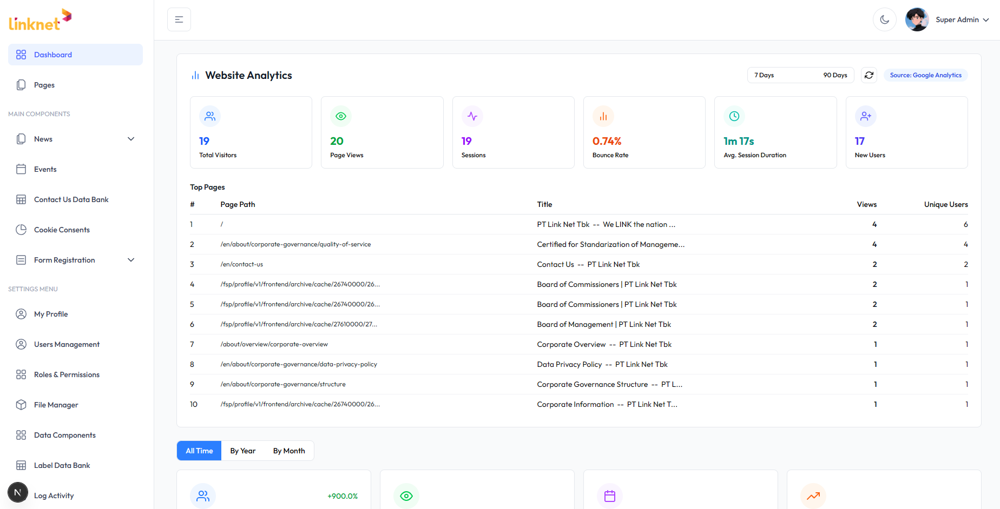 linknet
Super Admin
Dashboard
Pages
MAIN COMPONENTS
News
Events
Contact Us Data Bank
Cookie Consents
Form Registration
SETTINGS MENU
My Profile
Users Management
Roles & Permissions
File Manager
Data Components
Label Data Bank
N
Log Activity
Website Analytics
7 Days 90 Days Source: Google Analytics
19 20 19 0.74% 1m 17s 17
Total Visitors Page Views Sessions Bounce Rate Avg. Session Duration New Users
Top Pages
# Page Path Title Views Unique Users
1 / PT Link Net Tbk -- We LINK the nation ... 4 6
2 /en/about/corporate-governance/quality-of-service Certified for Standarization of Manageme... 4 4
3 /en/contact-us Contact Us -- PT Link Net Tbk 2 2
4 /fsp/profile/v1/frontend/archive/cache/26740000/26... Board of Commissioners | PT Link Net Tbk 2 1
5 /fsp/profile/v1/frontend/archive/cache/26740000/26... Board of Commissioners | PT Link Net Tbk 2 1
6 /fsp/profile/v1/frontend/archive/cache/27610000/27... Board of Management | PT Link Net Tbk 2 1
7 /about/overview/corporate-overview Corporate Overview -- PT Link Net Tbk 1 1
8 /en/about/corporate-governance/data-privacy-policy Data Privacy Policy -- PT Link Net Tbk 1 1
9 /en/about/corporate-governance/structure Corporate Governance Structure -- PT L... 1 1
10 /fsp/profile/v1/frontend/archive/cache/26740000/26... Corporate Information -- PT Link Net T... 1 1
All Time By Year By Month
+900.0%